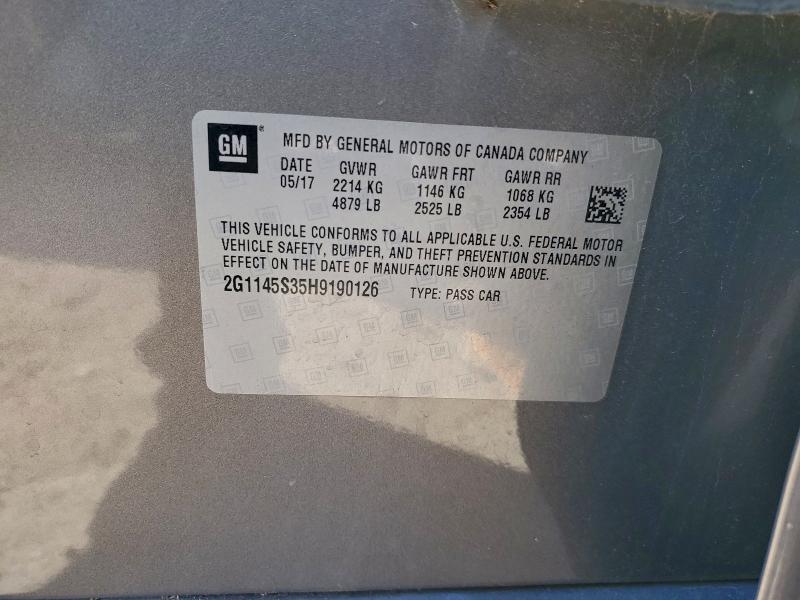 GM
MFD BY GENERAL MOTORS OF CANADA COMPANY
DATE GVWR GAWR FRT GAWR RR
05/17 2214 KG 1146 KG 1068 KG
4879 LB 2525 LB 2354 LB
THIS VEHICLE CONFORMS TO ALL APPLICABLE U.S. FEDERAL MOTOR
VEHICLE SAFETY, BUMPER, AND THEFT PREVENTION STANDARDS IN
EFFECT ON THE DATE OF MANUFACTURE SHOWN ABOVE.
2G1145S35H9190126 TYPE: PASS CAR